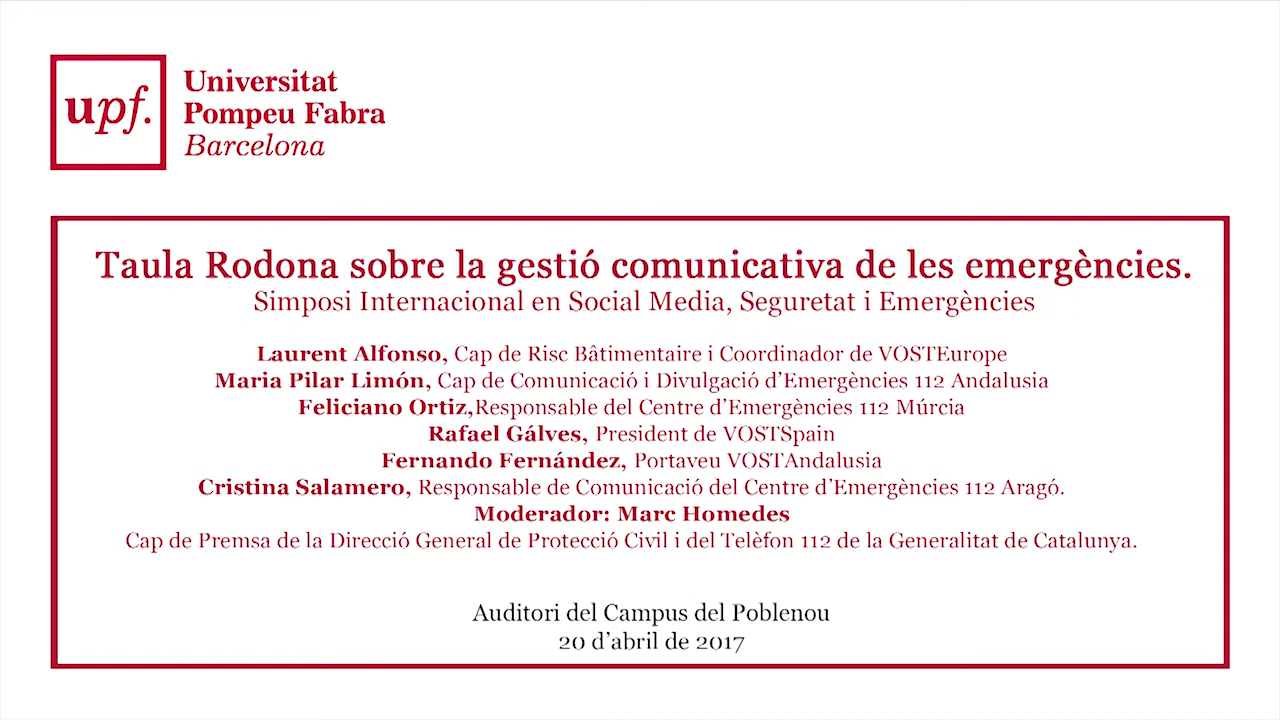 upf.
Universitat
Pompeu Fabra
Barcelona
Taula Rodona sobre la gestió comunicativa de les emergències.
Simposi Internacional en Social Media, Seguretat i Emergències
Laurent Alfonso, Cap de Risc Bâtimentaire i Coordinador de VOSTEurope
Maria Pilar Limón, Cap de Comunicació i Divulgació d’Emergències 112 Andalusia
Feliciano Ortiz,Responsable del Centre d’Emergències 112 Múrcia
Rafael Gálves, President de VOSTSpain
Fernando Fernández, Portaveu VOSTAndalusia
Cristina Salamero, Responsable de Comunicació del Centre d’Emergències 112 Aragó.
Moderador: Marc Homedes
Cap de Premsa de la Direcció General de Protecció Civil i del Telèfon 112 de la Generalitat de Catalunya.
Auditori del Campus del Poblenou
20 d’abril de 2017